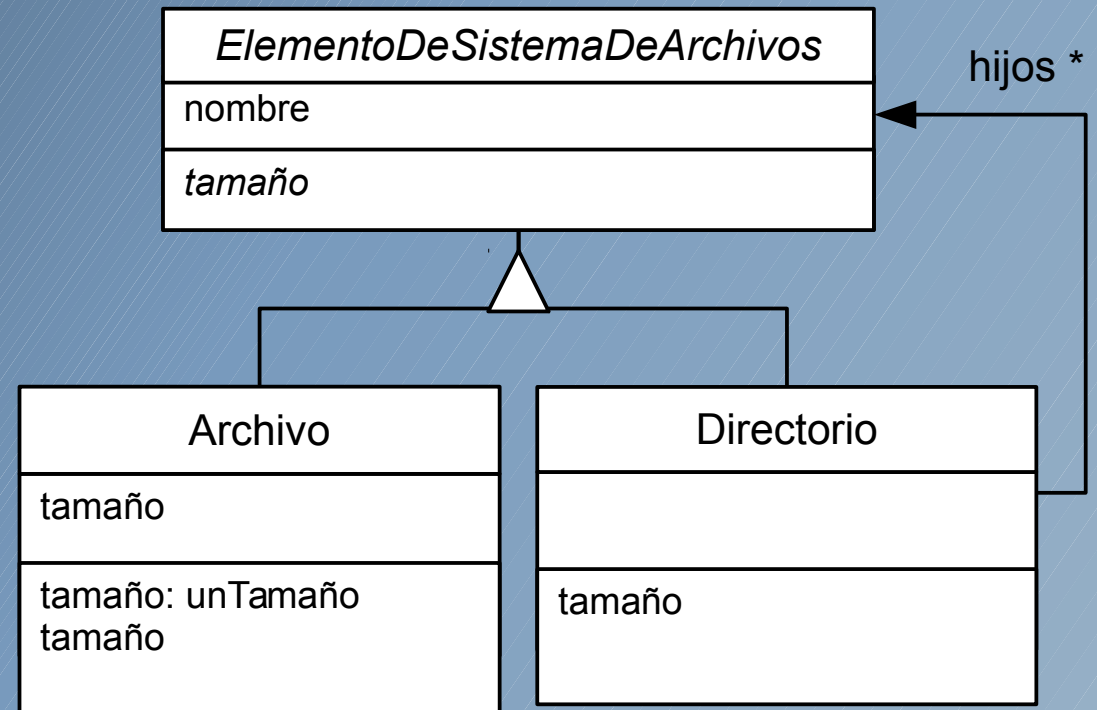 ElementoDeSistemaDeArchivos
hijos *
nombre
tamaño
Archivo
tamaño
tamaño: unTamaño
tamaño
Directorio
tamaño